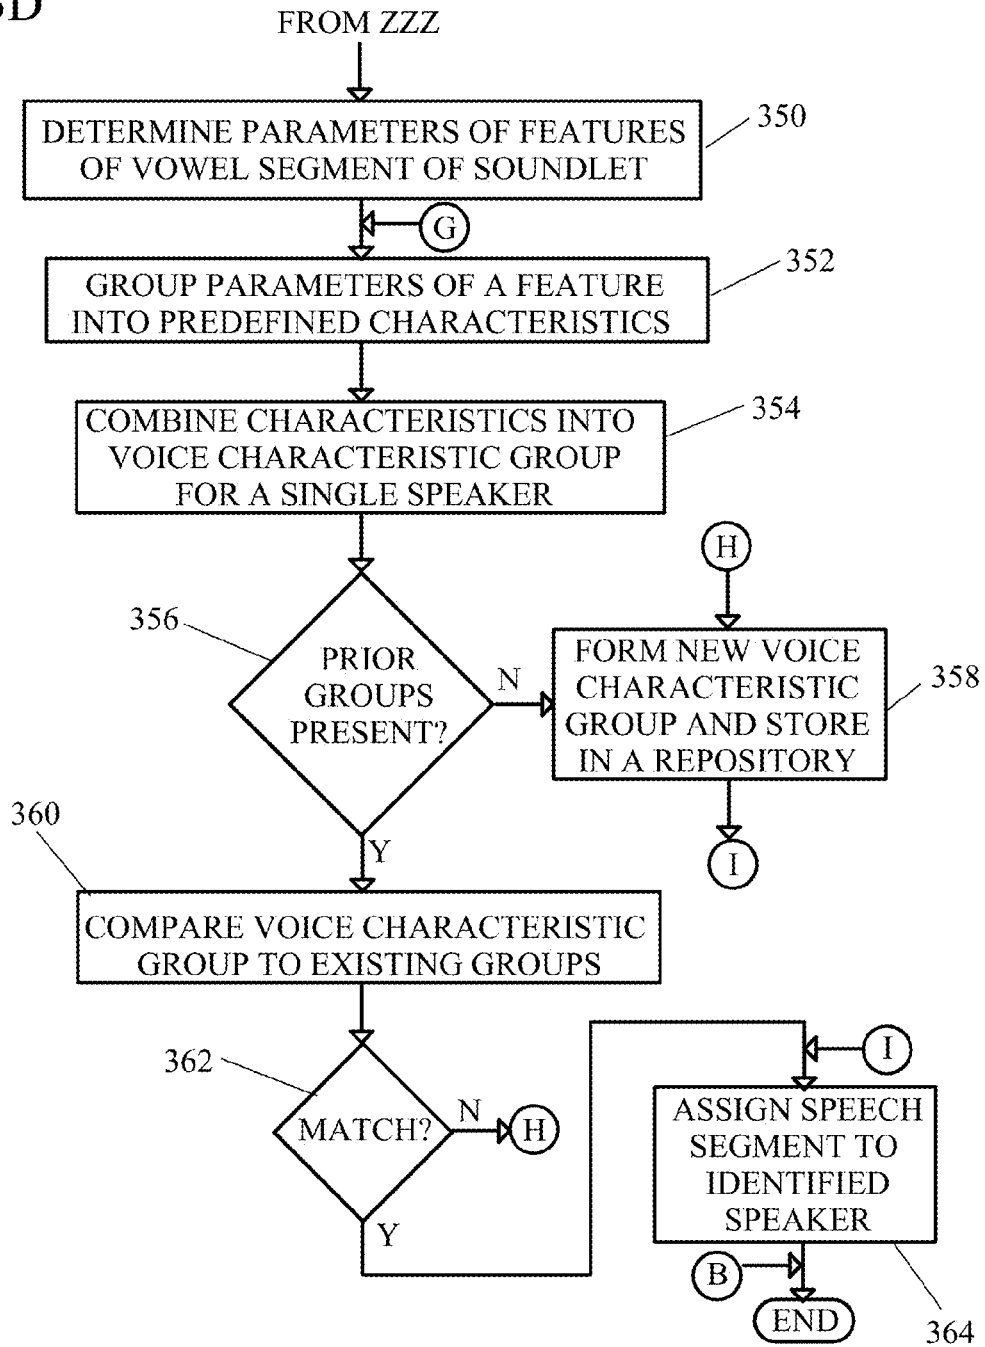 FROM ZZZ
DETERMINE PARAMETERS OF FEATURES
OF VOWEL SEGMENT OF SOUNDLET
350
G
GROUP PARAMETERS OF A FEATURE
INTO PREDEFINED CHARACTERISTICS
352
COMBINE CHARACTERISTICS INTO
VOICE CHARACTERISTIC GROUP
FOR A SINGLE SPEAKER
354
356
PRIOR
GROUPS
PRESENT?
N
H
FORM NEW VOICE
CHARACTERISTIC
GROUP AND STORE
IN A REPOSITORY
358
I
Y
360
COMPARE VOICE CHARACTERISTIC
GROUP TO EXISTING GROUPS
362
MATCH?
N
H
Y
I
ASSIGN SPEECH
SEGMENT TO
IDENTIFIED
SPEAKER
364
B
END